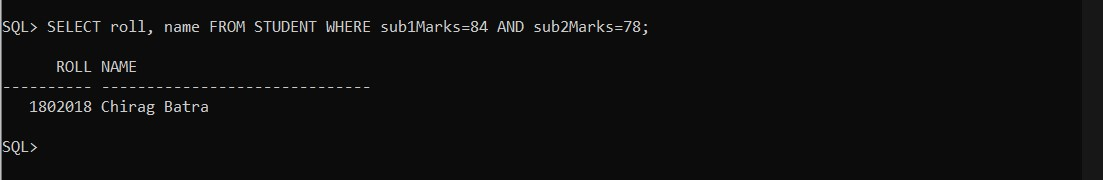 SQL> SELECT roll, name FROM STUDENT WHERE sub1Marks=84 AND sub2Marks=78;
      ROLL NAME
---------- ------------------------------
   1802018 Chirag Batra
SQL>